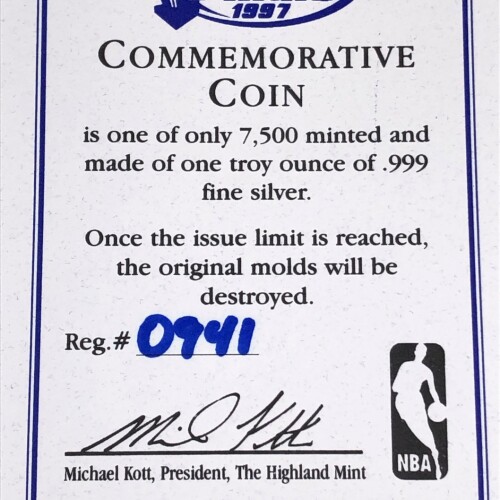 1997
COMMEMORATIVE
COIN
is one of only 7,500 minted and
made of one troy ounce of .999
fine silver.
Once the issue limit is reached,
the original molds will be
destroyed.
Reg.# 0941
Michael Kott, President, The Highland Mint
NBA